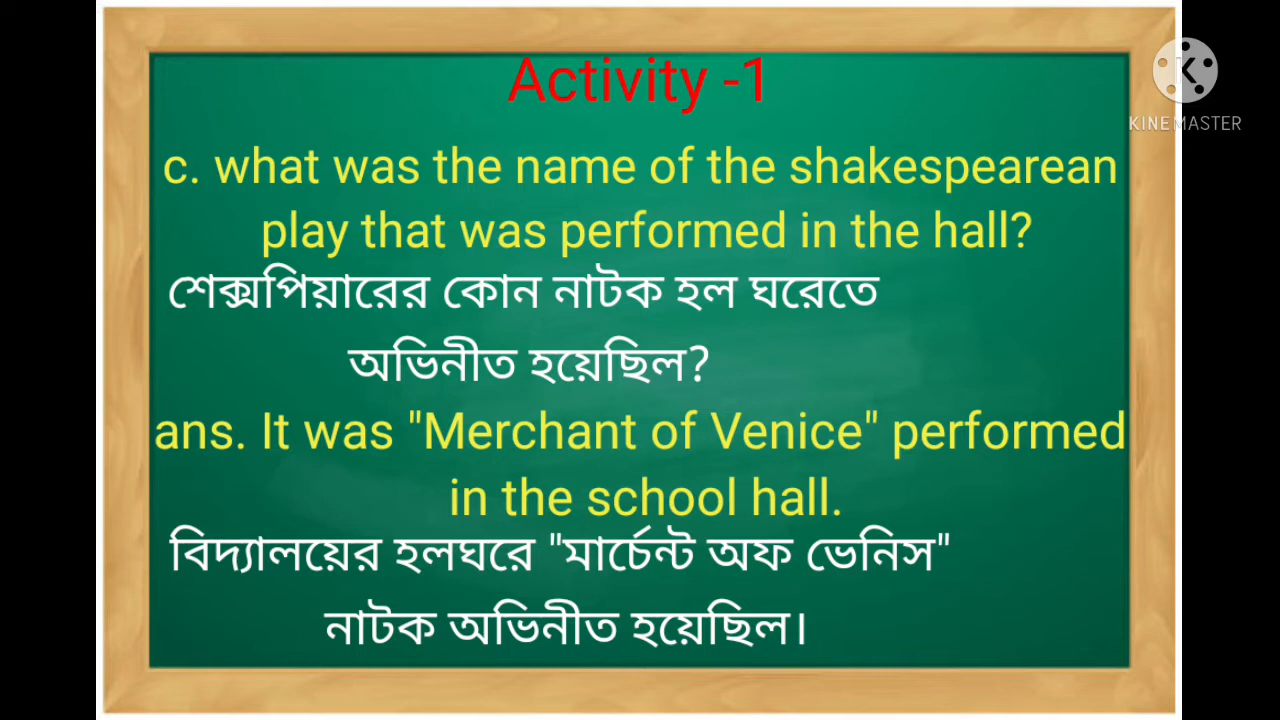 Activity -1
KINEMASTER
c. what was the name of the shakespearean
play that was performed in the hall?
শেক্সপিয়ারের কোন নাটক হল ঘরেতে
অভিনীত হয়েছিল?
ans. It was "Merchant of Venice" performed
in the school hall.
বিদ্যালয়ের হলঘরে "মার্চেন্ট অফ ভেনিস"
নাটক অভিনীত হয়েছিল।